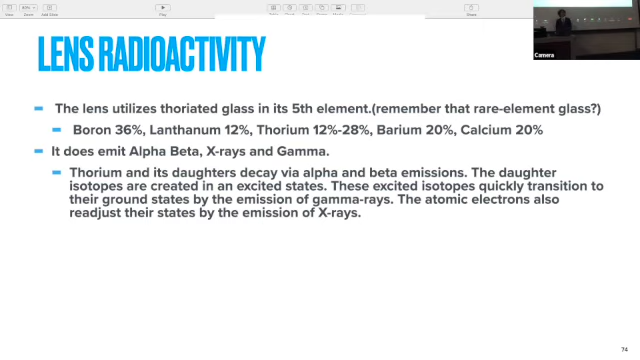 LENS RADIOACTIVITY
The lens utilizes thoriated glass in its 5th element.(remember that rare-element glass?)
Boron 36%, Lanthanum 12%, Thorium 12%-28%, Barium 20%, Calcium 20%
It does emit Alpha Beta, X-rays and Gamma.
Thorium and its daughters decay via alpha and beta emissions. The daughter
isotopes are created in an excited states. These excited isotopes quickly transition to
their ground states by the emission of gamma-rays. The atomic electrons also
readjust their states by the emission of X-rays.
Camera
74